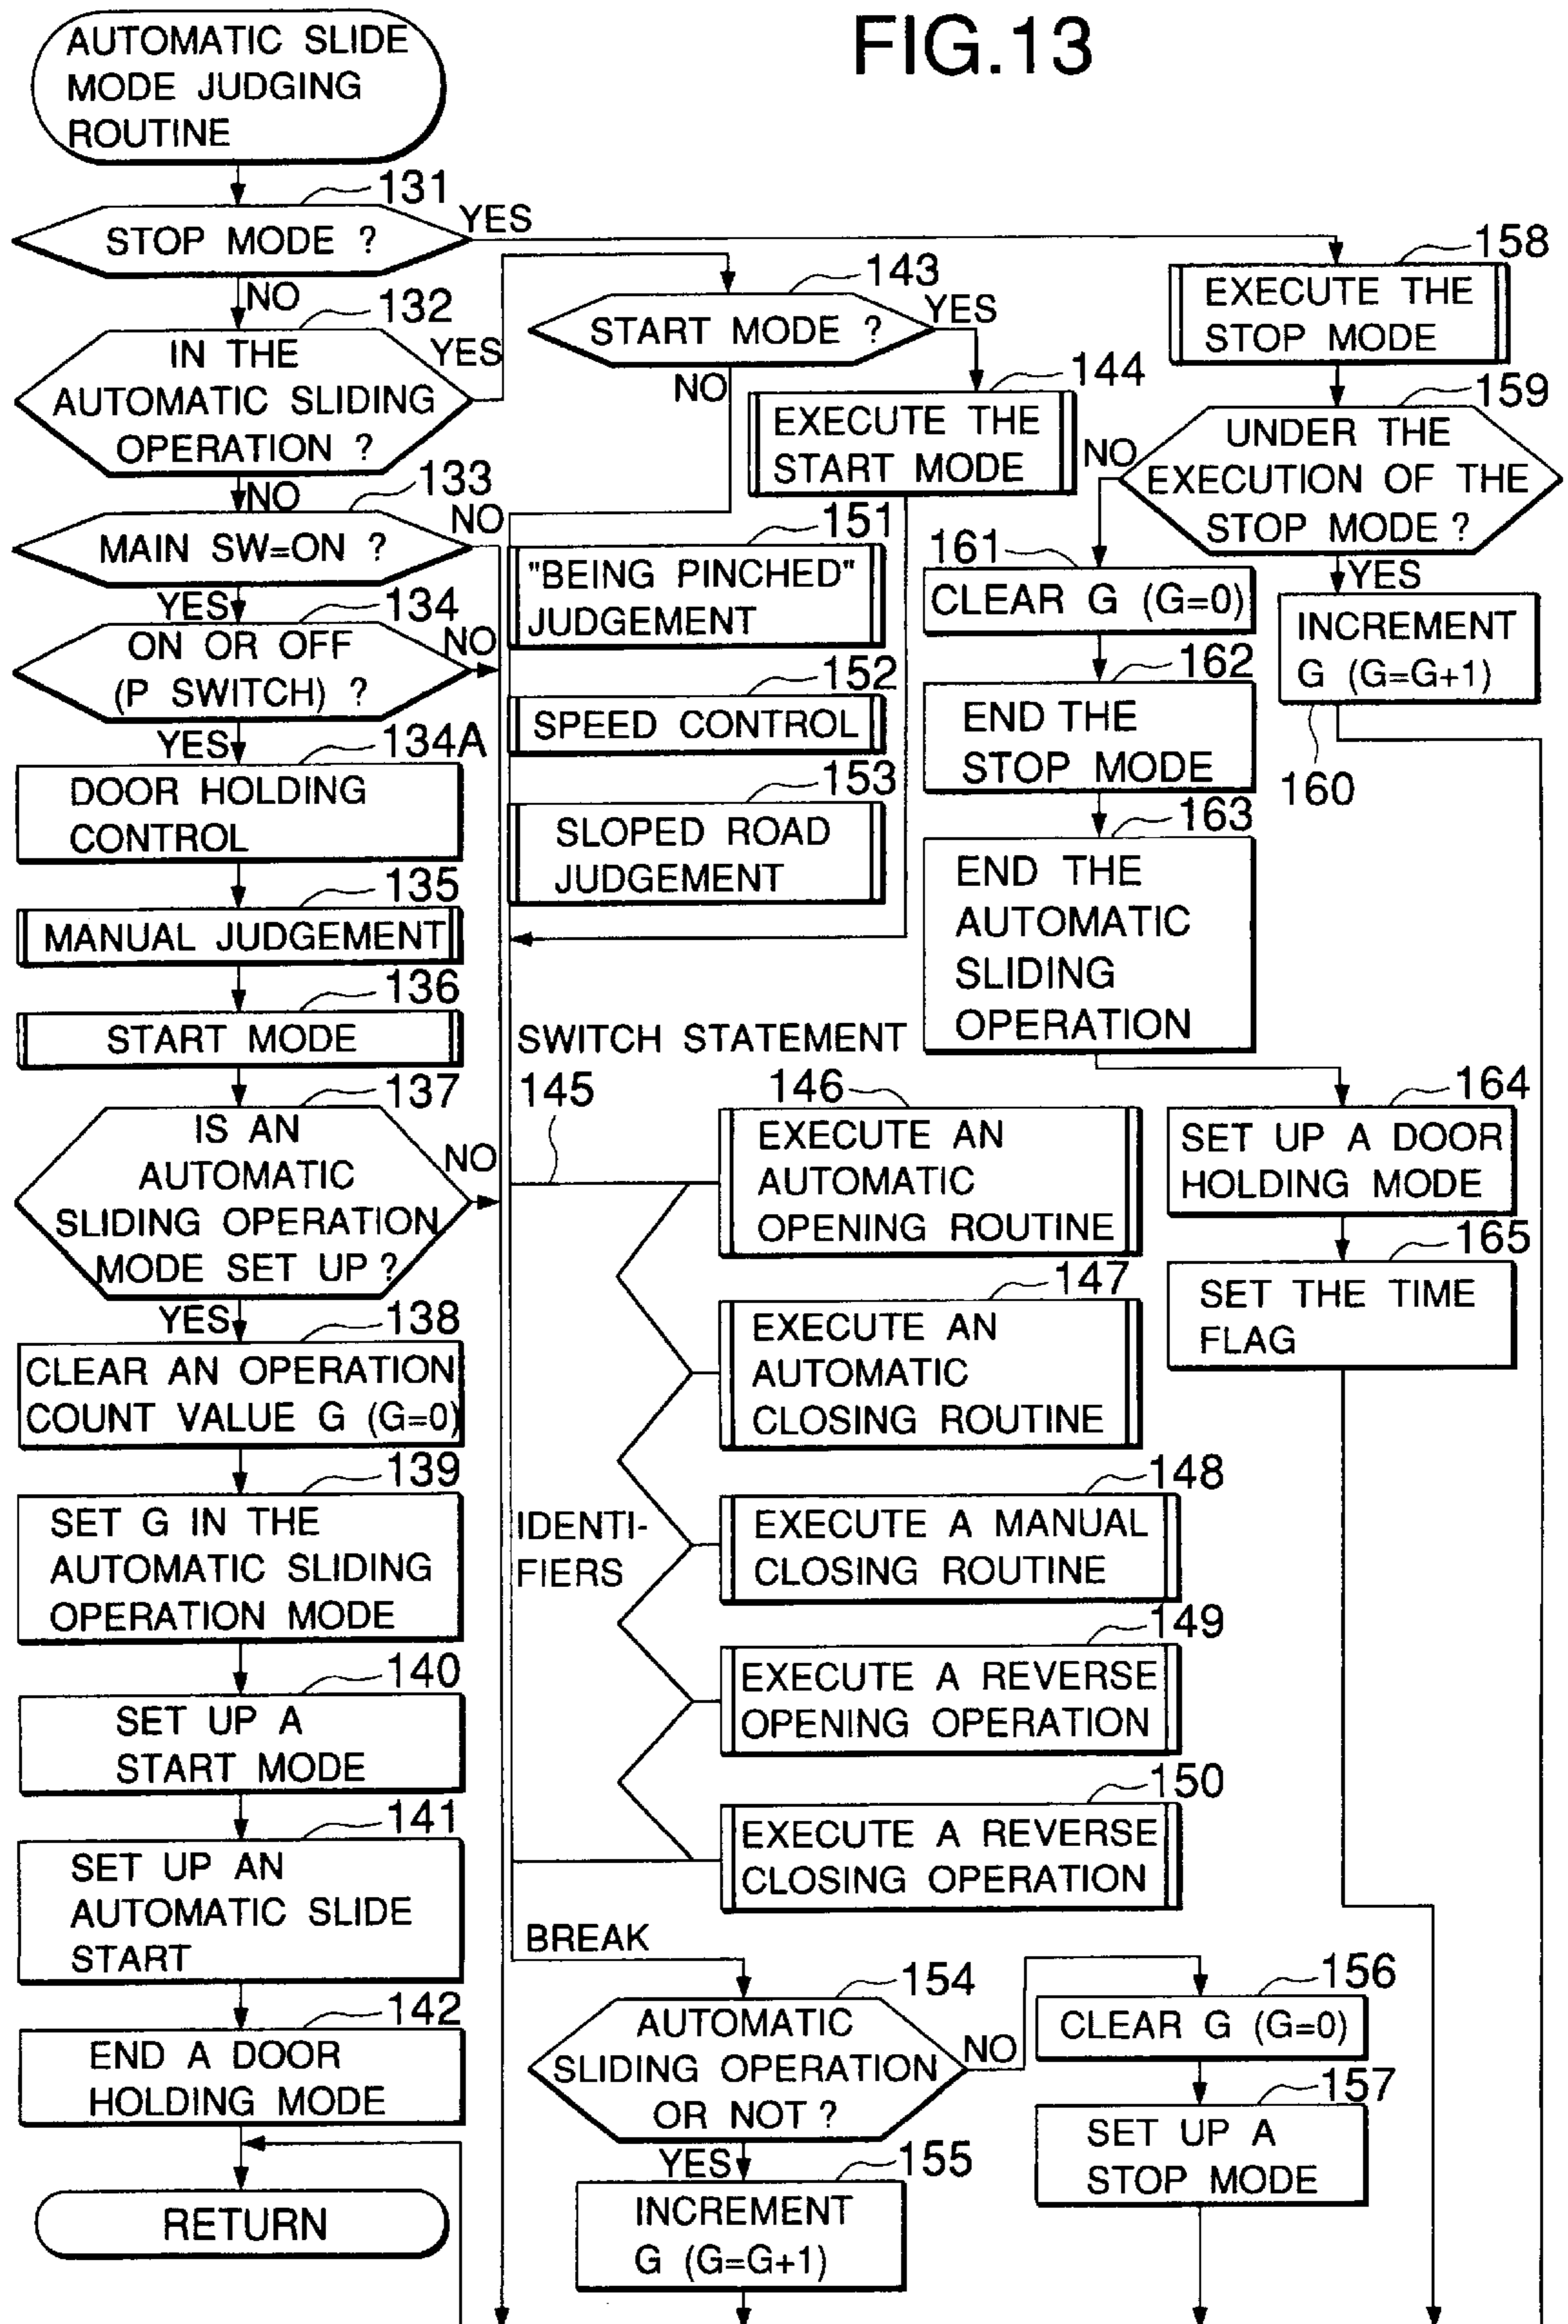 FIG.13
AUTOMATIC SLIDE
MODE JUDGING
ROUTINE
131
STOP MODE ?
YES
NO
132
IN THE
AUTOMATIC SLIDING
OPERATION ?
YES
NO
133
MAIN SW=ON ?
NO
YES
134
ON OR OFF
(P SWITCH) ?
NO
YES
134A
DOOR HOLDING
CONTROL
135
MANUAL JUDGEMENT
136
START MODE
137
IS AN
AUTOMATIC
SLIDING OPERATION
MODE SET UP ?
NO
YES
138
CLEAR AN OPERATION
COUNT VALUE G (G=0)
139
SET G IN THE
AUTOMATIC SLIDING
OPERATION MODE
140
SET UP A
START MODE
141
SET UP AN
AUTOMATIC SLIDE
START
142
END A DOOR
HOLDING MODE
RETURN
143
START MODE ?
YES
NO
144
EXECUTE THE
START MODE
151
"BEING PINCHED"
JUDGEMENT
152
SPEED CONTROL
153
SLOPED ROAD
JUDGEMENT
SWITCH STATEMENT
145
146
EXECUTE AN
AUTOMATIC
OPENING ROUTINE
147
EXECUTE AN
AUTOMATIC
CLOSING ROUTINE
IDENTI-
FIERS
148
EXECUTE A MANUAL
CLOSING ROUTINE
149
EXECUTE A REVERSE
OPENING OPERATION
150
EXECUTE A REVERSE
CLOSING OPERATION
BREAK
154
AUTOMATIC
SLIDING OPERATION
OR NOT ?
NO
YES
155
INCREMENT
G (G=G+1)
156
CLEAR G (G=0)
157
SET UP A
STOP MODE
158
EXECUTE THE
STOP MODE
159
UNDER THE
EXECUTION OF THE
STOP MODE ?
NO
YES
INCREMENT
G (G=G+1)
160
161
CLEAR G (G=0)
162
END THE
STOP MODE
163
END THE
AUTOMATIC
SLIDING
OPERATION
164
SET UP A DOOR
HOLDING MODE
165
SET THE TIME
FLAG